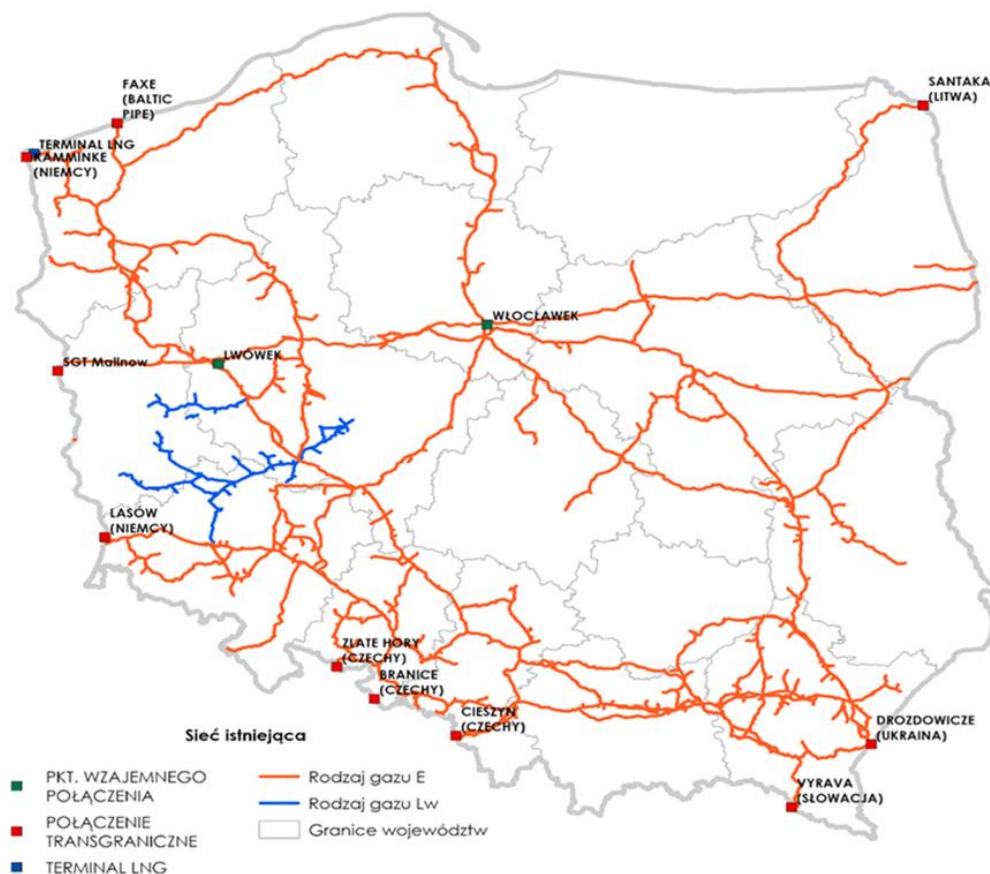 FAXE
(BALTIC
PIPE)
SANTAKA
(LITWA)
TERMINAL LNG
KAMMINKE
(NIEMCY)
WŁOCŁAWEK
LWÓWEK
SGT Malinow
LASÓW
(NIEMCY)
ZLATE HORY
(CZECHY)
BRANICE
(CZECHY)
CIESZYN
(CZECHY)
DROZDOWICZE
(UKRAINA)
VYRAVA
(SŁOWACJA)
Sieć istniejąca
PKT. WZAJEMNEGO
POŁĄCZENIA
POŁĄCZENIE
TRANSGRANICZNE
TERMINAL LNG
Rodzaj gazu E
Rodzaj gazu Lw
Granice województw